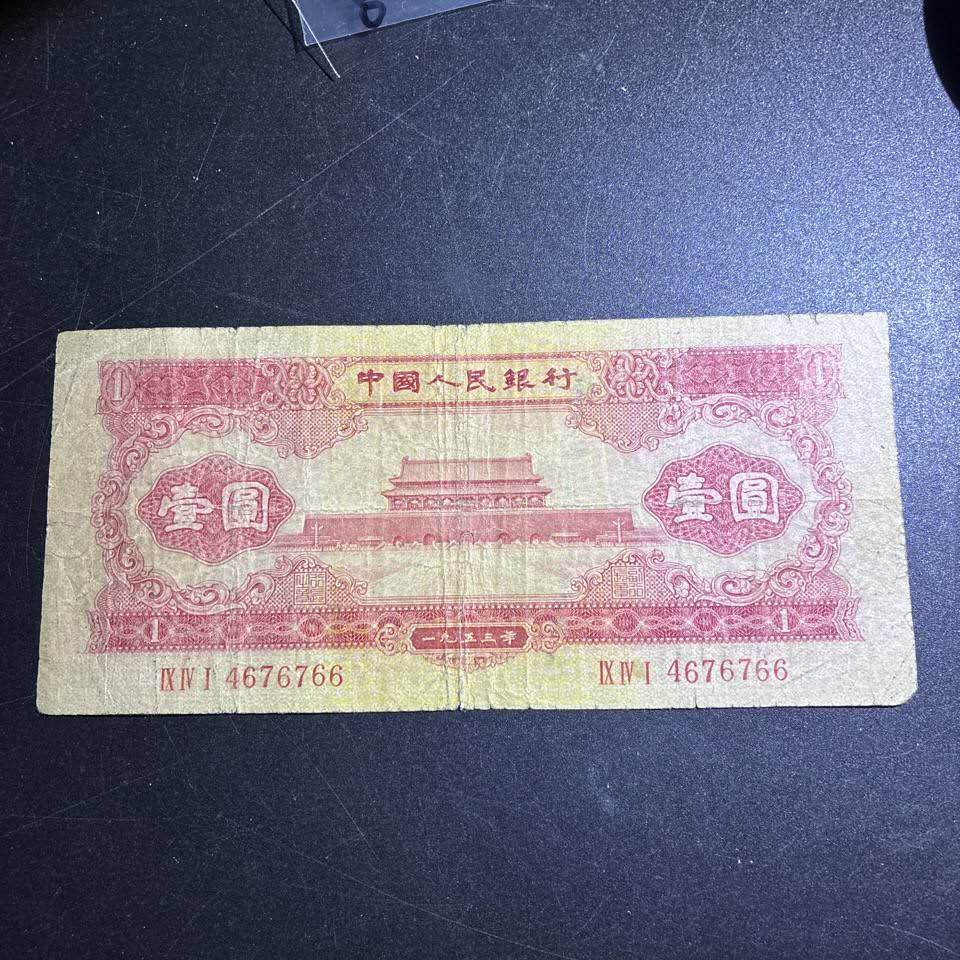 1 中國人民銀行 1
壹圓 壹圓
1 一九五三年 1
IX IV I 4676766 IX IV I 4676766